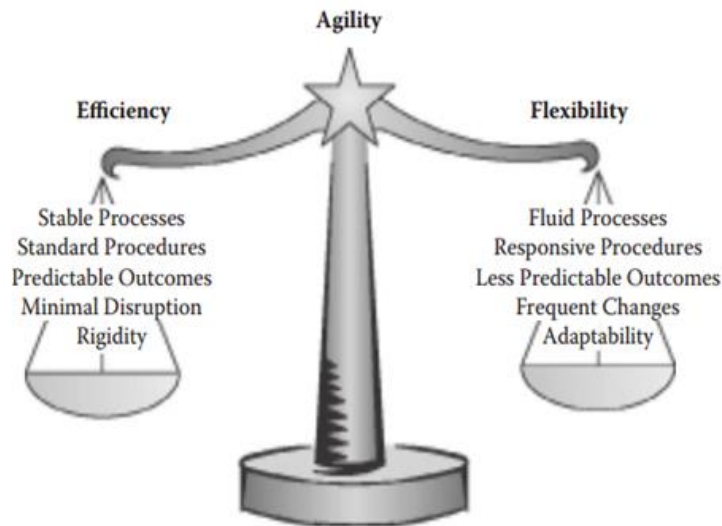 Agility
Efficiency
Flexibility
Stable Processes
Standard Procedures
Predictable Outcomes
Minimal Disruption
Rigidity
Fluid Processes
Responsive Procedures
Less Predictable Outcomes
Frequent Changes
Adaptability